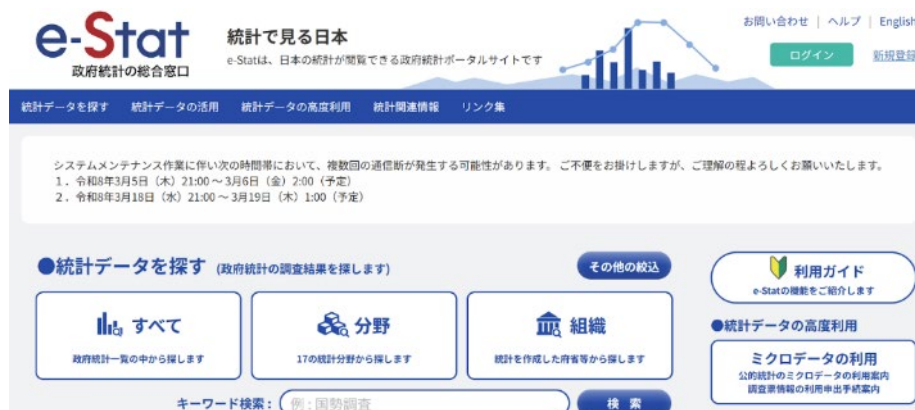 e-Stat
政府統計の総合窓口
統計で見る日本
e-Statは、日本の統計が閲覧できる政府統計ポータルサイトです
お問い合わせ | ヘルプ | English
ログイン
新規登録
統計データを探す 統計データの活用 統計データの高度利用 統計関連情報 リンク集
システムメンテナンス作業に伴い次の時間帯において、複数回の通信断が発生する可能性があります。 ご不便をお掛けしますが、ご理解の程よろしくお願いいたします。
1．令和8年3月5日（木）21:00～3月6日（金）2:00（予定）
2．令和8年3月18日（水）21:00～3月19日（木）1:00（予定）
●統計データを探す (政府統計の調査結果を探します)
その他の絞込
すべて
政府統計一覧の中から探します
分野
17の統計分野から探します
組織
統計を作成した府省等から探します
キーワード検索： 例：国勢調査
検 索
利用ガイド
e-Statの機能をご紹介します
●統計データの高度利用
ミクロデータの利用
公的統計のミクロデータの利用案内
調査票情報の利用申出手続案内